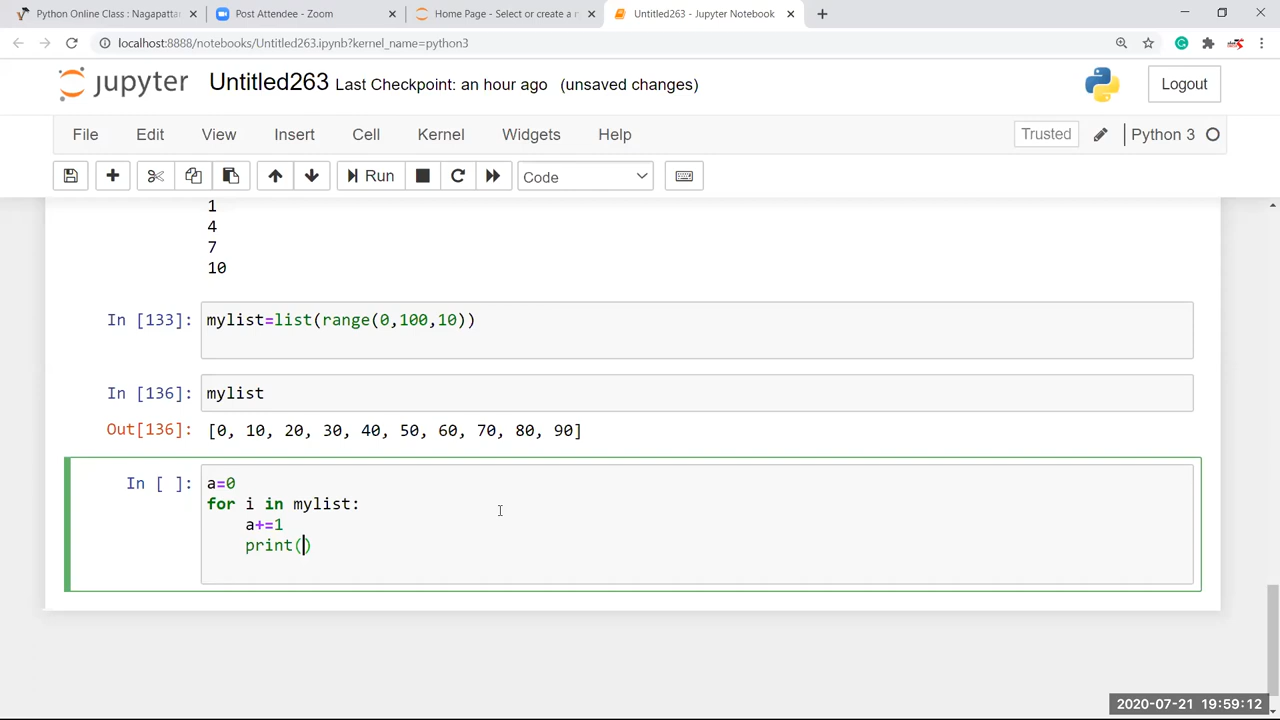 Python Online Class : Nagapattar
Post Attendee - Zoom
Home Page - Select or create a n
Untitled263 - Jupyter Notebook
localhost:8888/notebooks/Untitled263.ipynb?kernel_name=python3
jupyter Untitled263 Last Checkpoint: an hour ago (unsaved changes)
Logout
File Edit View Insert Cell Kernel Widgets Help
Trusted Python 3
Run Code
1
4
7
10
In [133]: mylist=list(range(0,100,10))
In [136]: mylist
Out[136]: [0, 10, 20, 30, 40, 50, 60, 70, 80, 90]
In [ ]: a=0
for i in mylist:
    a+=1
    print()
2020-07-21 19:59:12